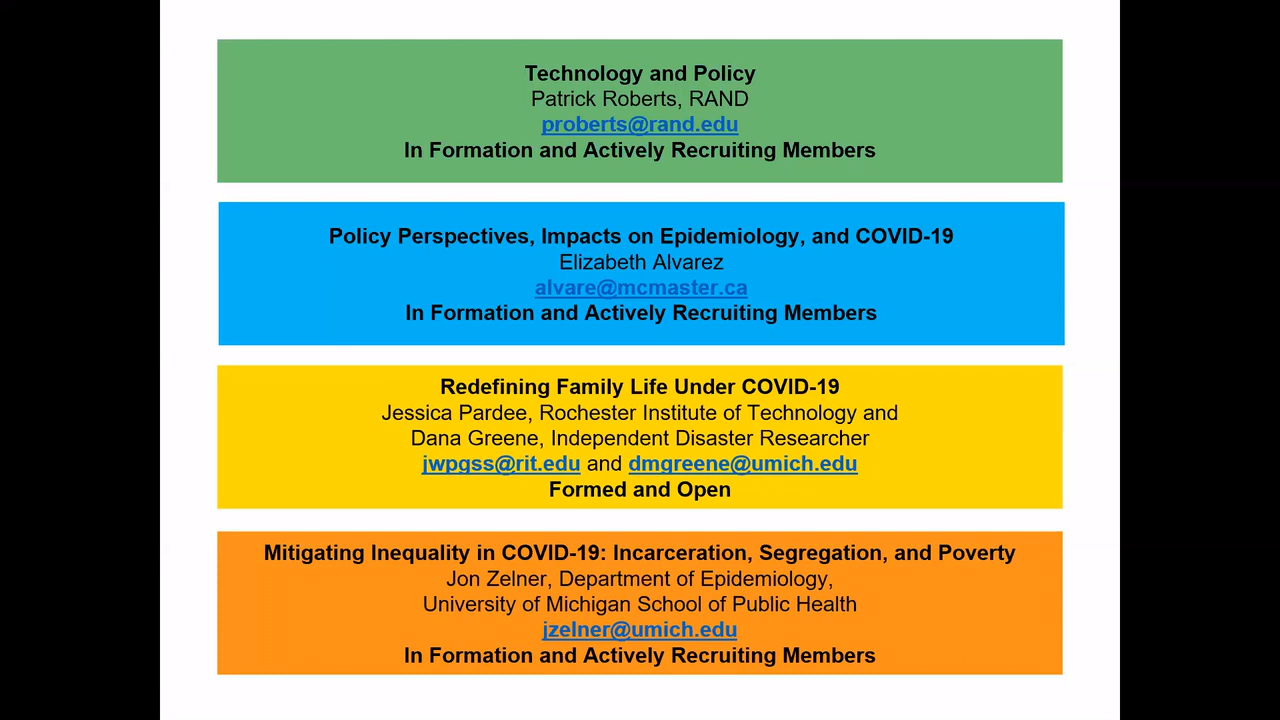 Technology and Policy
Patrick Roberts, RAND
proberts@rand.edu
In Formation and Actively Recruiting Members
Policy Perspectives, Impacts on Epidemiology, and COVID-19
Elizabeth Alvarez
alvare@mcmaster.ca
In Formation and Actively Recruiting Members
Redefining Family Life Under COVID-19
Jessica Pardee, Rochester Institute of Technology and
Dana Greene, Independent Disaster Researcher
jwpgss@rit.edu and dmgreene@umich.edu
Formed and Open
Mitigating Inequality in COVID-19: Incarceration, Segregation, and Poverty
Jon Zelner, Department of Epidemiology,
University of Michigan School of Public Health
jzelner@umich.edu
In Formation and Actively Recruiting Members